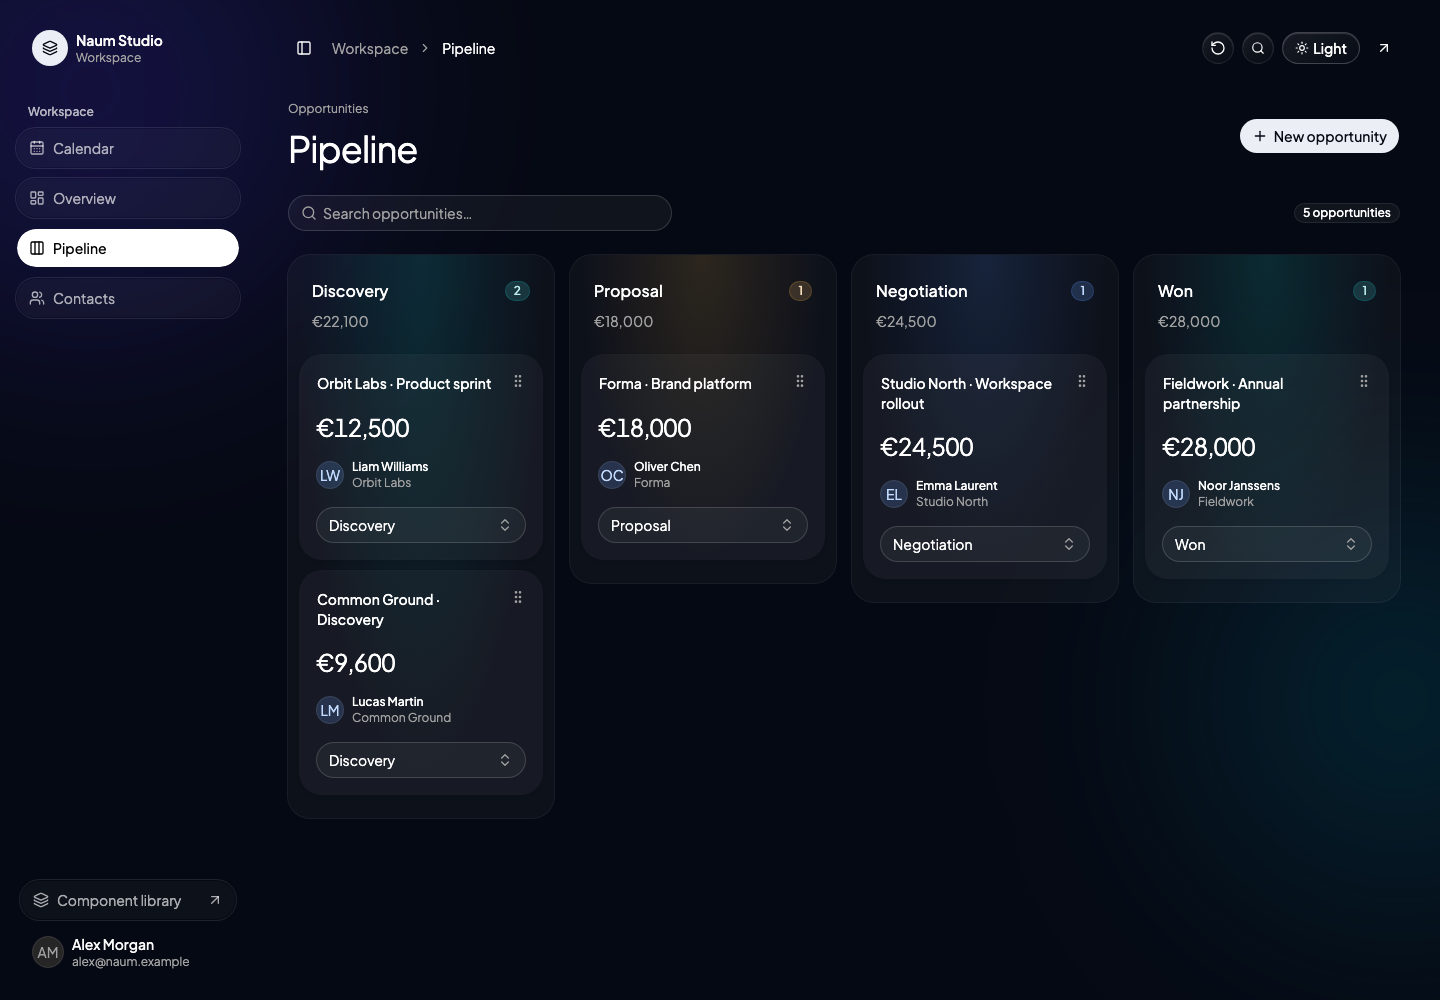 Naum Studio
Workspace
Workspace
Calendar
Overview
Pipeline
Contacts
Component library
AM
Alex Morgan
alex@naum.example
Workspace > Pipeline
Light
Opportunities
Pipeline
New opportunity
Search opportunities...
5 opportunities
Discovery
2
€22,100
Orbit Labs · Product sprint
€12,500
LW
Liam Williams
Orbit Labs
Discovery
Common Ground ·
Discovery
€9,600
LM
Lucas Martin
Common Ground
Discovery
Proposal
1
€18,000
Forma · Brand platform
€18,000
OC
Oliver Chen
Forma
Proposal
Negotiation
1
€24,500
Studio North · Workspace
rollout
€24,500
EL
Emma Laurent
Studio North
Negotiation
Won
1
€28,000
Fieldwork · Annual
partnership
€28,000
NJ
Noor Janssens
Fieldwork
Won